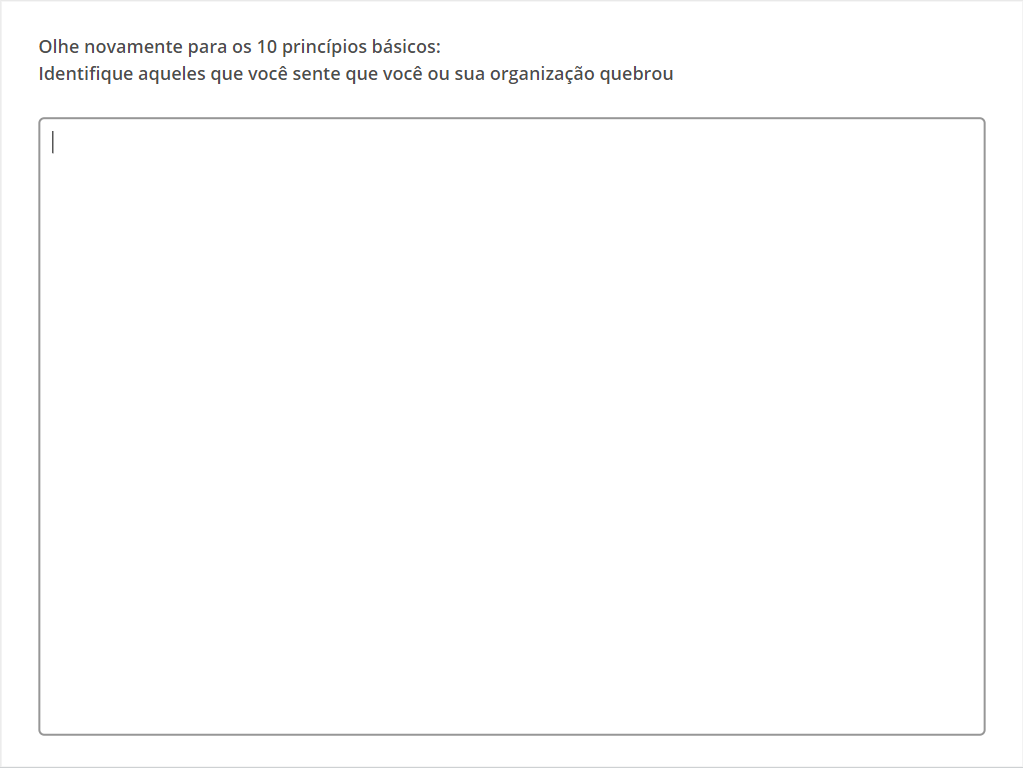 Olhe novamente para os 10 princípios básicos:
Identifique aqueles que você sente que você ou sua organização quebrou